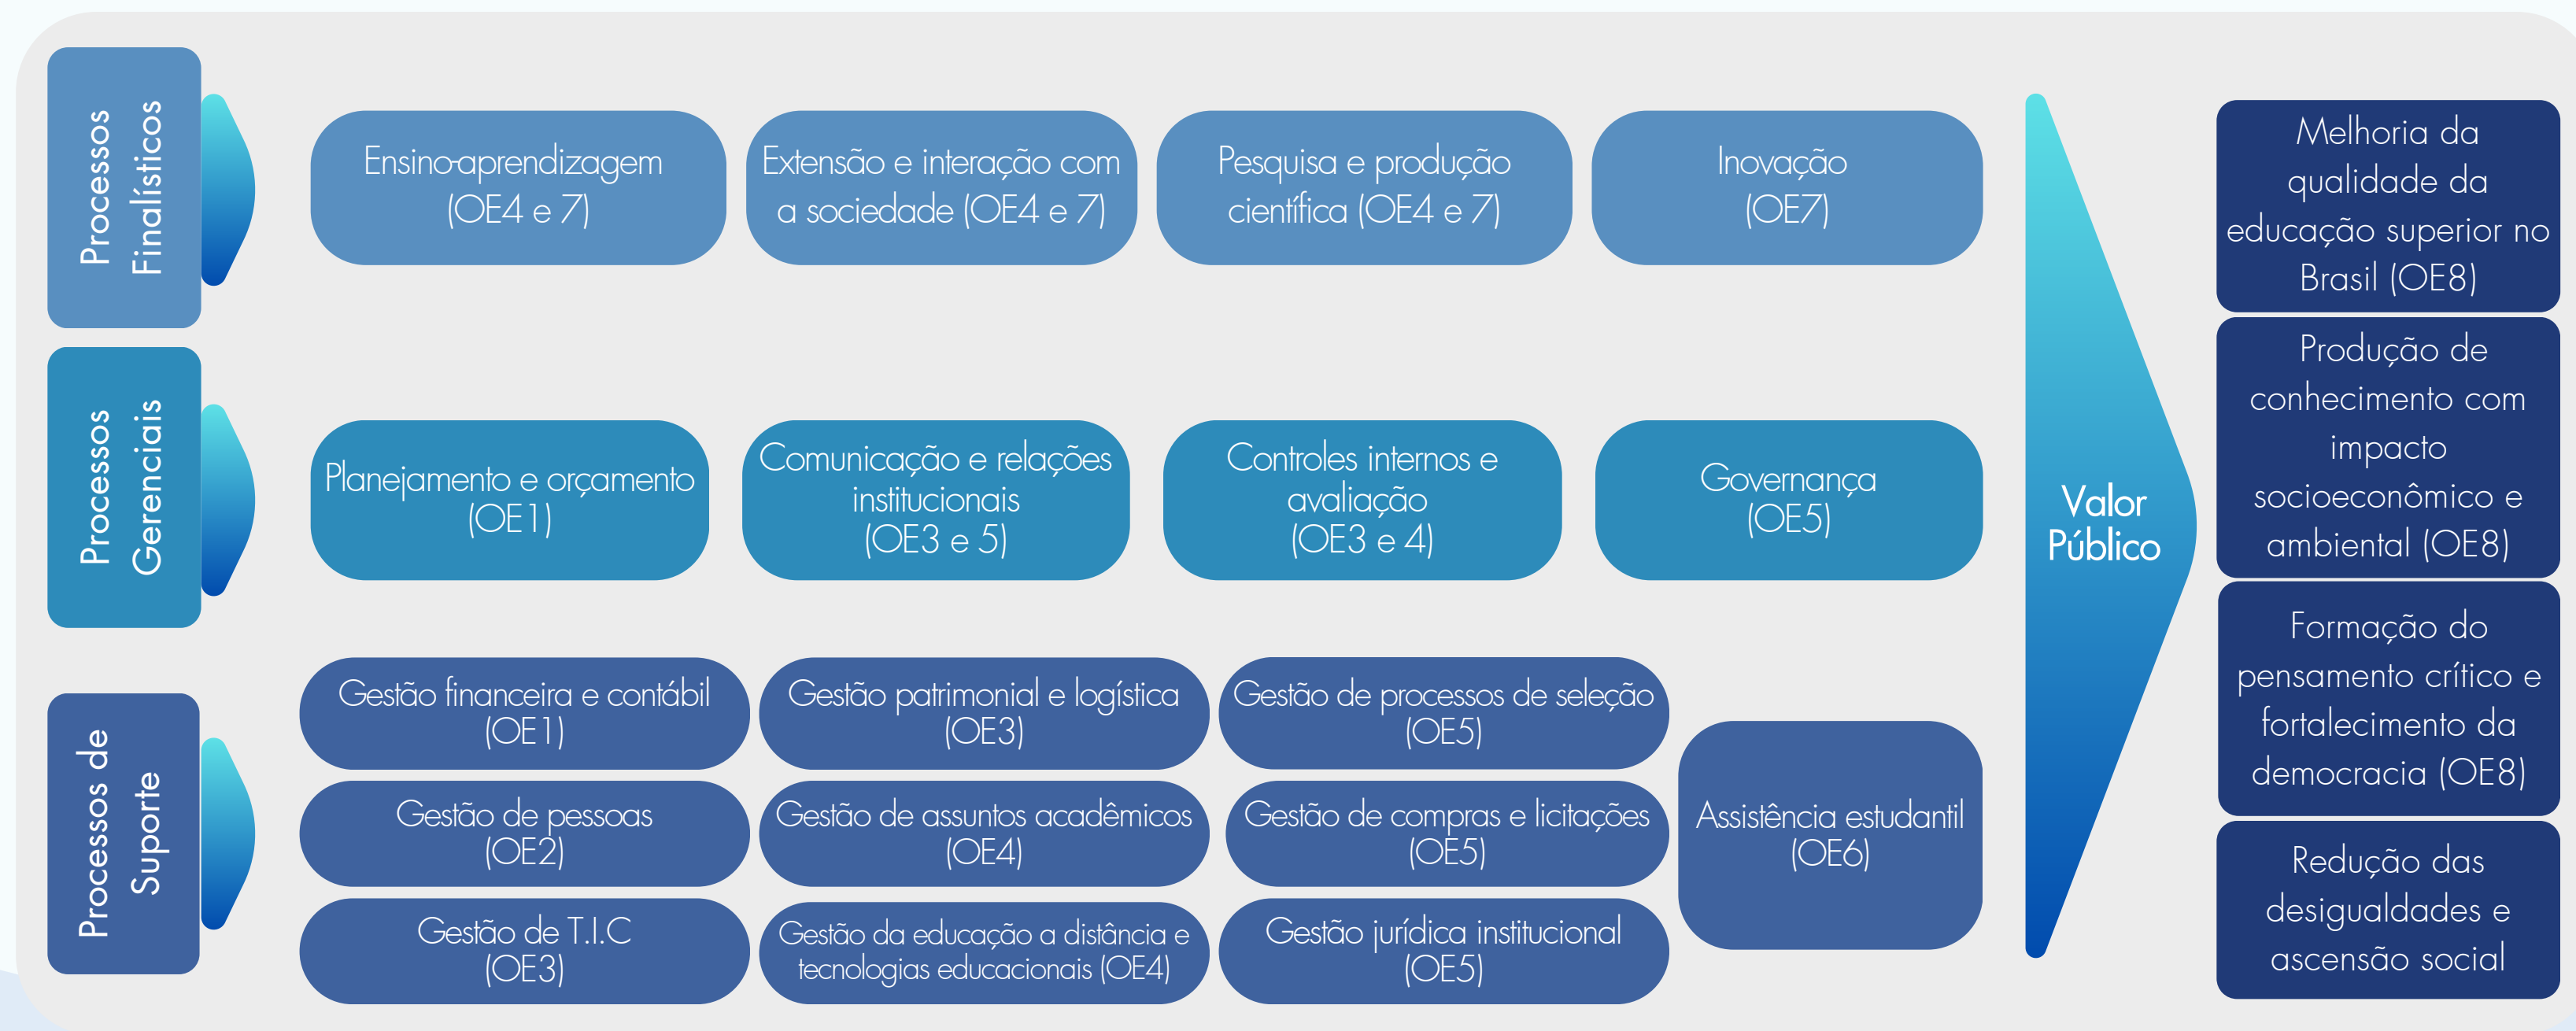 Processos
Finalísticos
Ensino-aprendizagem
(OE4 e 7)
Extensão e interação com
a sociedade (OE4 e 7)
Pesquisa e produção
científica (OE4 e 7)
Inovação
(OE7)
Processos
Gerenciais
Planejamento e orçamento
(OE1)
Comunicação e relações
institucionais
(OE3 e 5)
Controles internos e
avaliação
(OE3 e 4)
Governança
(OE5)
Processos de
Suporte
Gestão financeira e contábil
(OE1)
Gestão patrimonial e logística
(OE3)
Gestão de processos de seleção
(OE5)
Gestão de pessoas
(OE2)
Gestão de assuntos acadêmicos
(OE4)
Gestão de compras e licitações
(OE5)
Gestão de T.I.C
(OE3)
Gestão da educação a distância e
tecnologias educacionais (OE4)
Gestão jurídica institucional
(OE5)
Assistência estudantil
(OE6)
Valor
Público
Melhoria da
qualidade da
educação superior no
Brasil (OE8)
Produção de
conhecimento com
impacto
socioeconômico e
ambiental (OE8)
Formação do
pensamento crítico e
fortalecimento da
democracia (OE8)
Redução das
desigualdades e
ascensão social